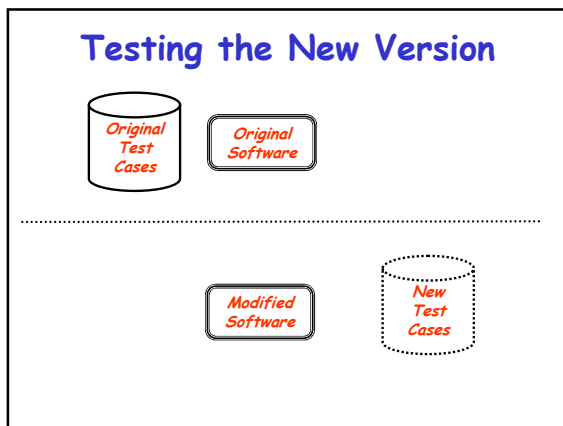 Testing the New Version
Original
Test
Cases
Original
Software
Modified
Software
New
Test
Cases